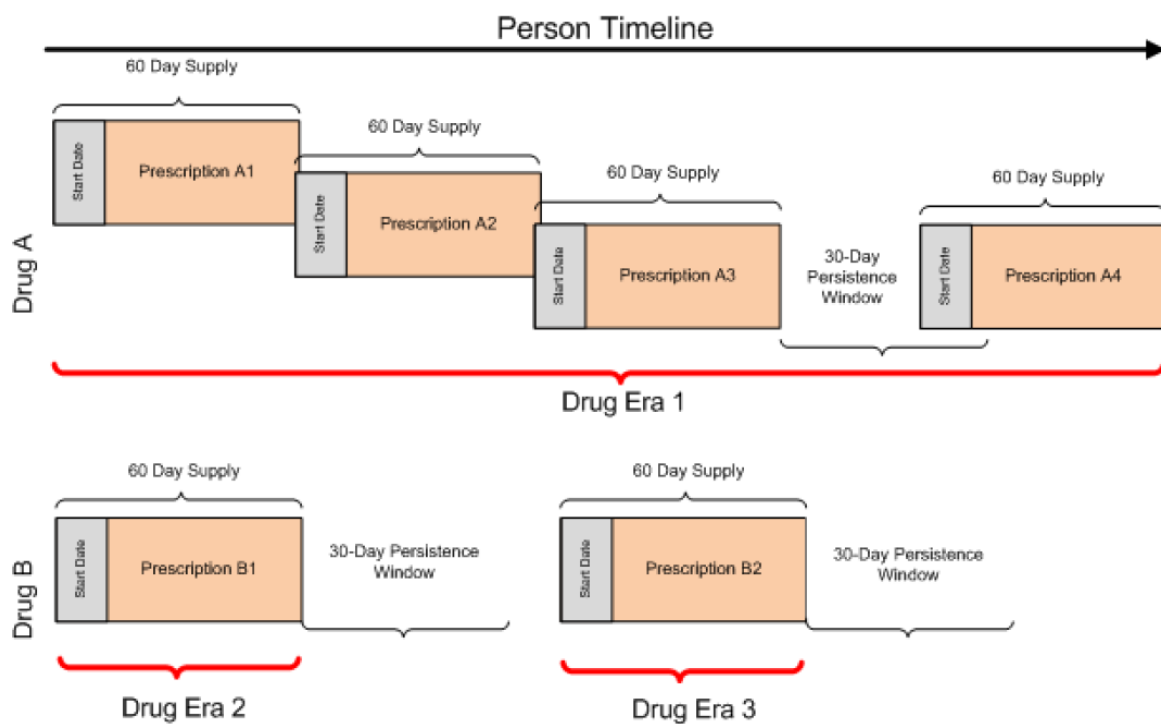 Person Timeline
60 Day Supply
60 Day Supply
60 Day Supply
60 Day Supply
Drug A
Start Date
Prescription A1
Start Date
Prescription A2
Start Date
Prescription A3
30-Day
Persistence
Window
Start Date
Prescription A4
Drug Era 1
60 Day Supply
60 Day Supply
Drug B
Start Date
Prescription B1
30-Day Persistence
Window
Start Date
Prescription B2
30-Day Persistence
Window
Drug Era 2
Drug Era 3